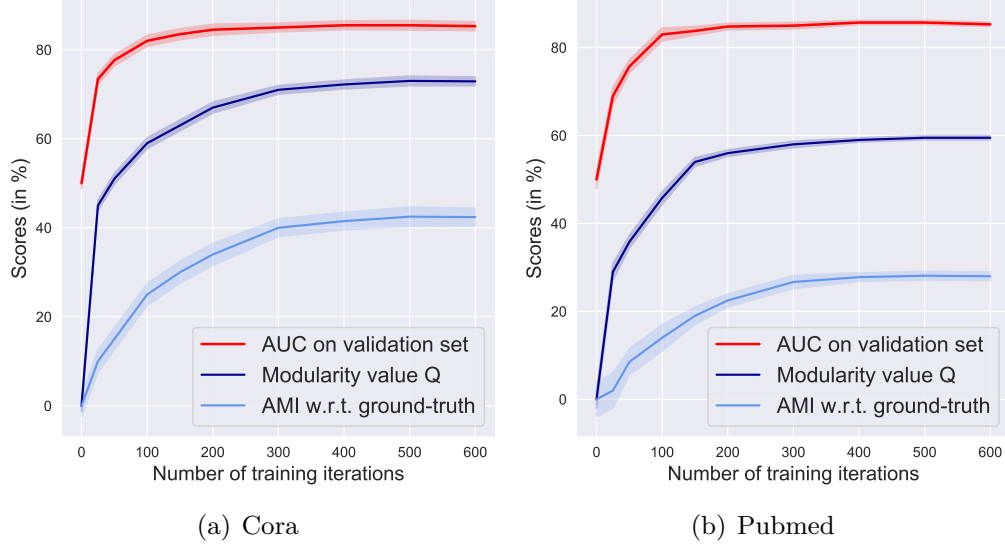 80
60
40
20
0
Scores (in %)
AUC on validation set
Modularity value Q
AMI w.r.t. ground-truth
0 100 200 300 400 500 600
Number of training iterations
(a) Cora
80
60
40
20
0
Scores (in %)
AUC on validation set
Modularity value Q
AMI w.r.t. ground-truth
0 100 200 300 400 500 600
Number of training iterations
(b) Pubmed